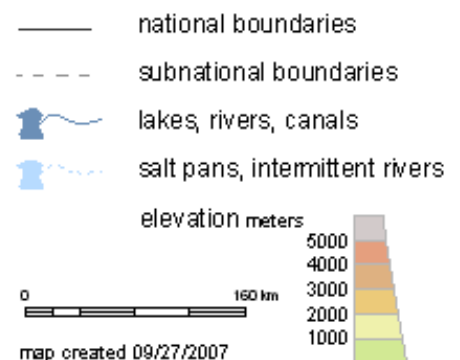 national boundaries
subnational boundaries
lakes, rivers, canals
salt pans, intermittent rivers
elevation meters
5000
4000
3000
2000
1000
0 160 km
map created 09/27/2007